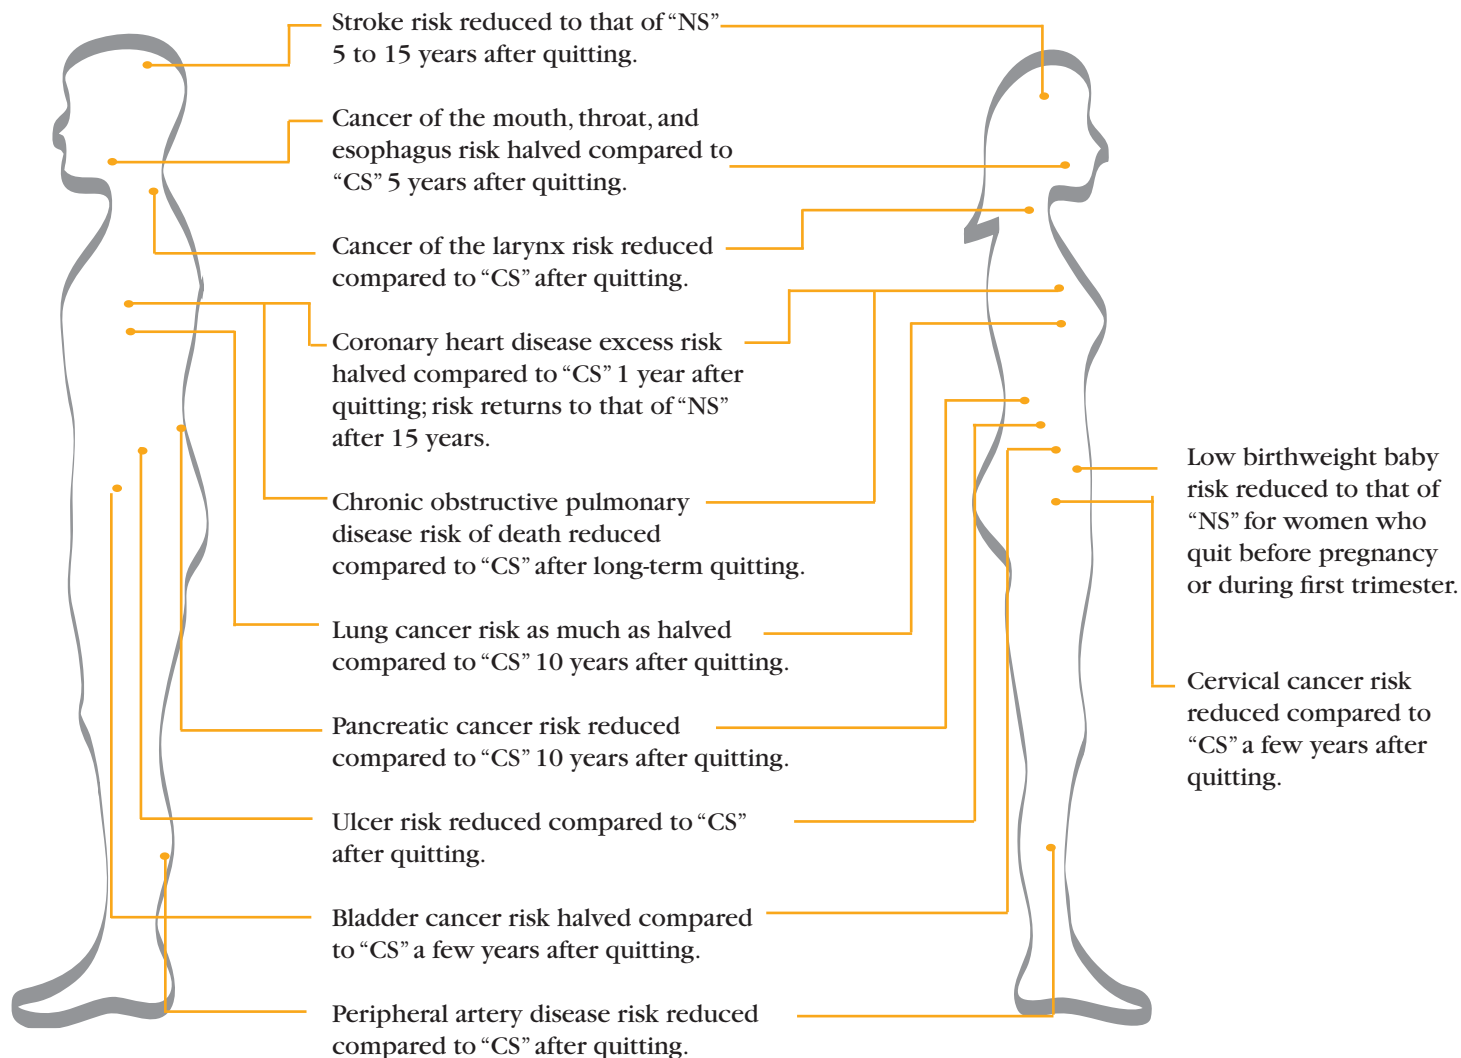 Stroke risk reduced to that of “NS”
5 to 15 years after quitting.
Cancer of the mouth, throat, and
esophagus risk halved compared to
“CS” 5 years after quitting.
Cancer of the larynx risk reduced
compared to “CS” after quitting.
Coronary heart disease excess risk
halved compared to “CS” 1 year after
quitting; risk returns to that of “NS”
after 15 years.
Chronic obstructive pulmonary
disease risk of death reduced
compared to “CS” after long-term quitting.
Lung cancer risk as much as halved
compared to “CS” 10 years after quitting.
Pancreatic cancer risk reduced
compared to “CS” 10 years after quitting.
Ulcer risk reduced compared to “CS”
after quitting.
Bladder cancer risk halved compared
to “CS” a few years after quitting.
Peripheral artery disease risk reduced
compared to “CS” after quitting.
Low birthweight baby
risk reduced to that of
“NS” for women who
quit before pregnancy
or during first trimester.
Cervical cancer risk
reduced compared to
“CS” a few years after
quitting.